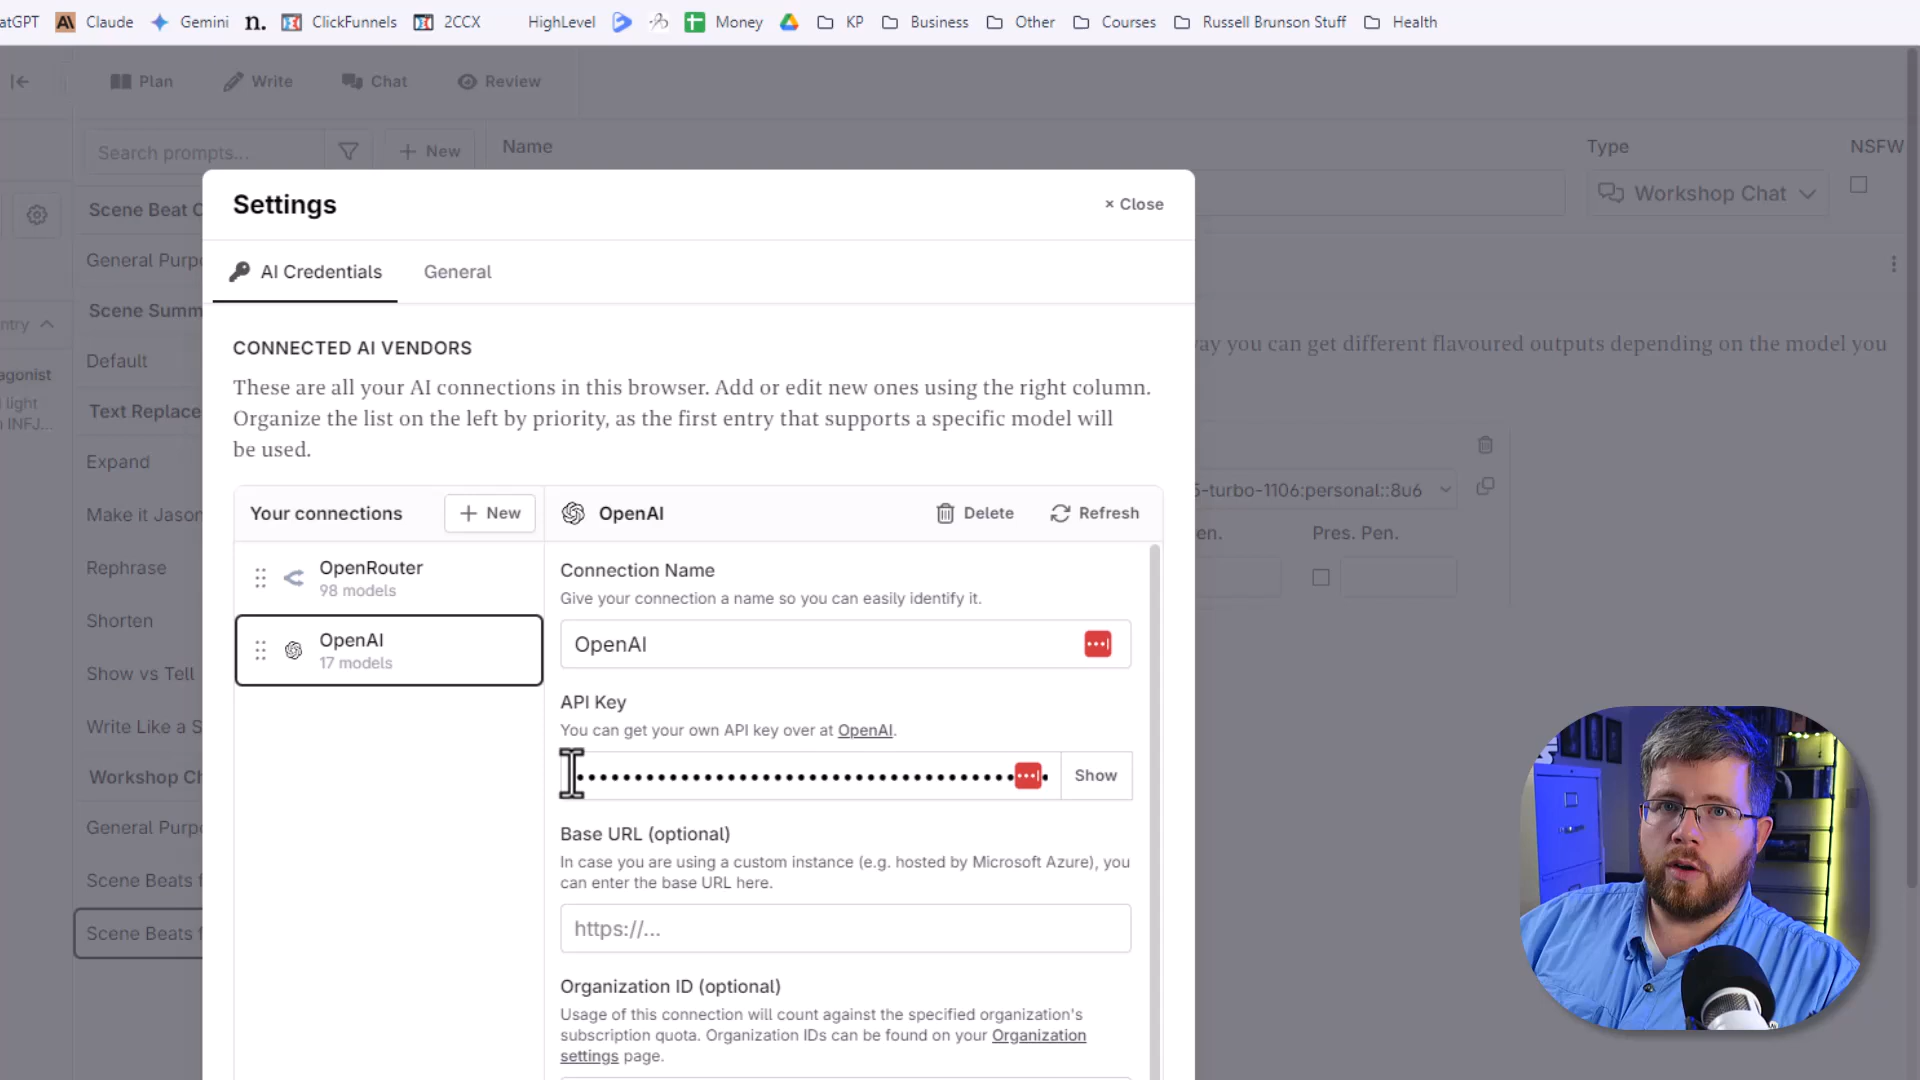 atGPT Claude Gemini n. ClickFunnels 2CCX HighLevel Money KP Business Other Courses Russell Brunson Stuff Health
Plan Write Chat Review
Search prompts... + New Name Type NSFW
Workshop Chat
Settings × Close
Scene Beat C
General Purpo
AI Credentials General
Scene Summ
ntry
CONNECTED AI VENDORS
way you can get different flavoured outputs depending on the model you
Default
agonist
These are all your AI connections in this browser. Add or edit new ones using the right column.
light
Organize the list on the left by priority, as the first entry that supports a specific model will
Text Replace
INFJ...
be used.
Expand
5-turbo-1106:personal::8u6
Make it Jason
Your connections + New OpenAI Delete Refresh
en. Pres. Pen.
OpenRouter
98 models
Connection Name
Rephrase
Give your connection a name so you can easily identify it.
Shorten
OpenAI
17 models
OpenAI
Show vs Tell
API Key
Write Like a S
You can get your own API key over at OpenAI.
Workshop Ch
••••••••••••••••••••••••••••••••••••••• Show
General Purpo
Base URL (optional)
In case you are using a custom instance (e.g. hosted by Microsoft Azure), you
can enter the base URL here.
Scene Beats f
https://...
Scene Beats f
Organization ID (optional)
Usage of this connection will count against the specified organization's
subscription quota. Organization IDs can be found on your Organization
settings page.